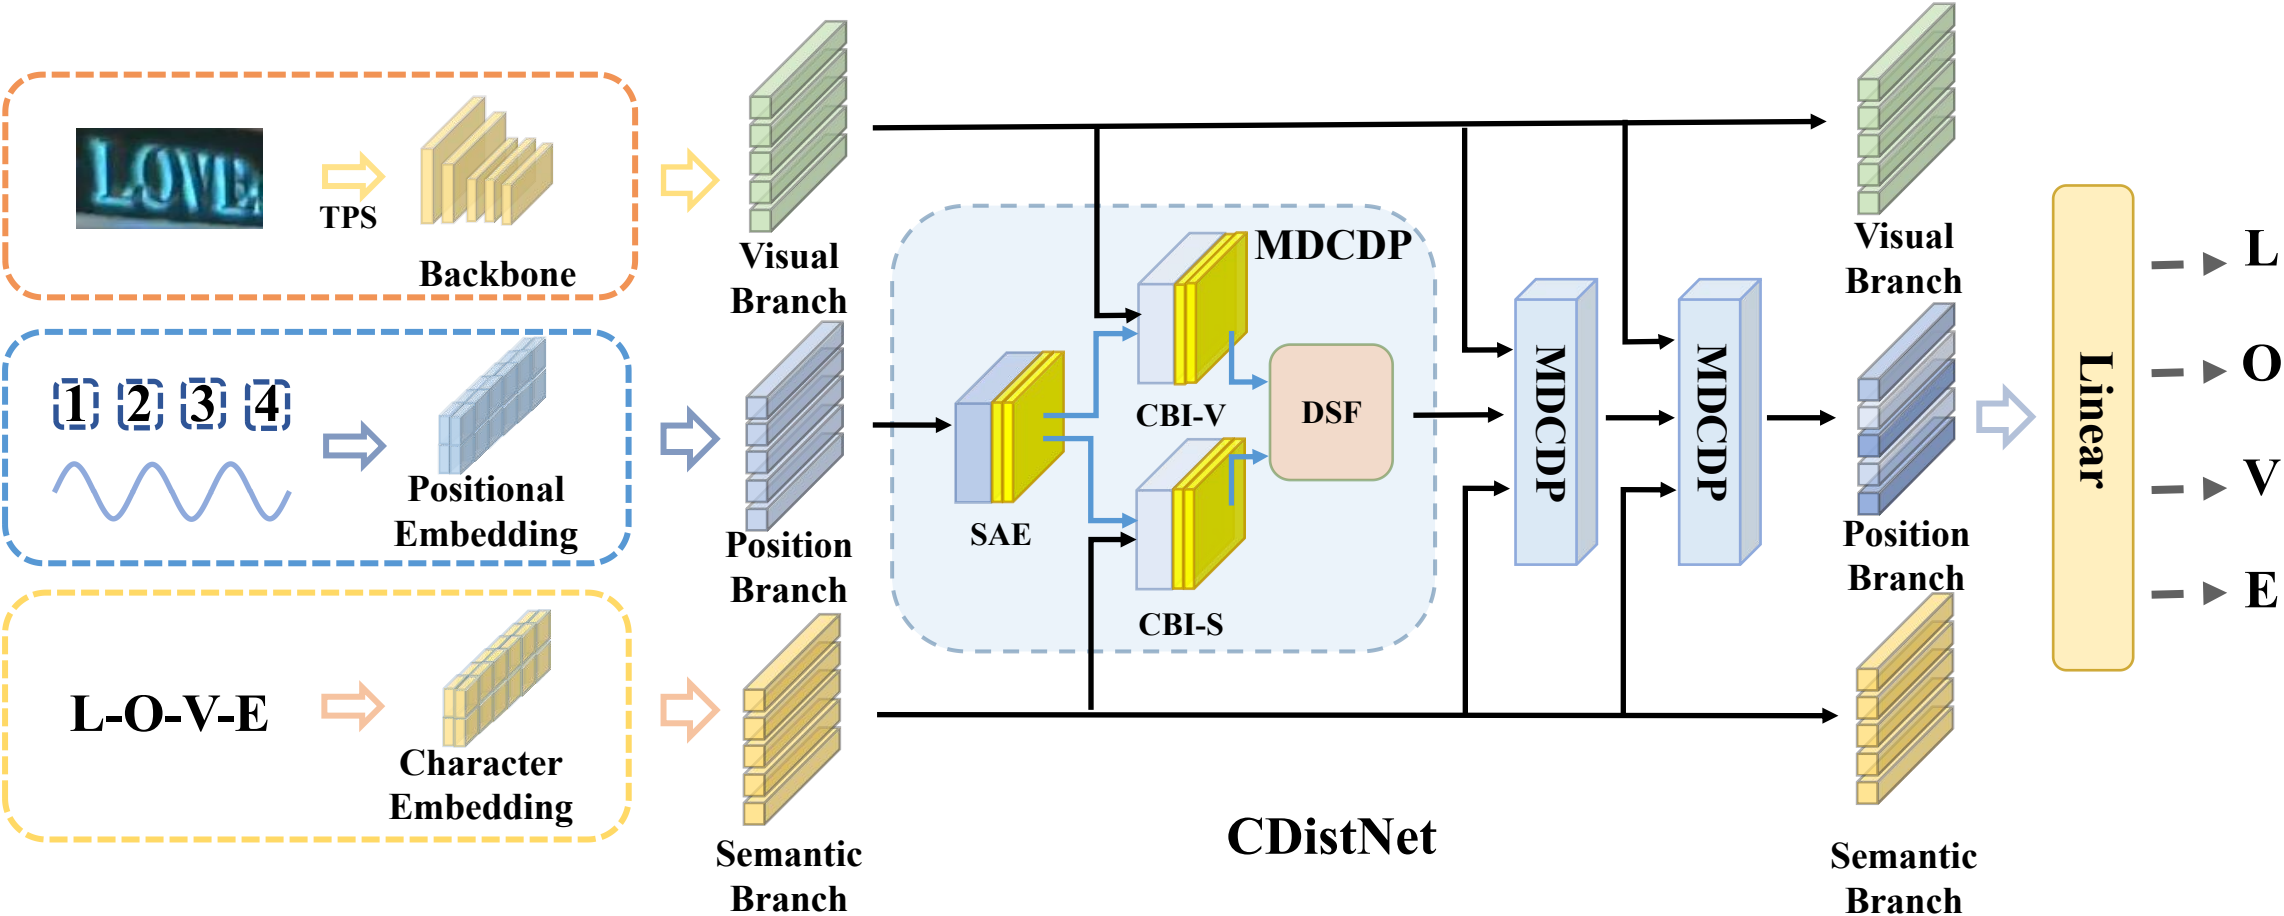 LOVE
TPS
Backbone
Visual
Branch
1 2 3 4
Positional
Embedding
Position
Branch
L-O-V-E
Character
Embedding
Semantic
Branch
MDCDP
SAE
CBI-V
CBI-S
DSF
MDCDP
MDCDP
CDistNet
Visual
Branch
Position
Branch
Semantic
Branch
Linear
L
O
V
E